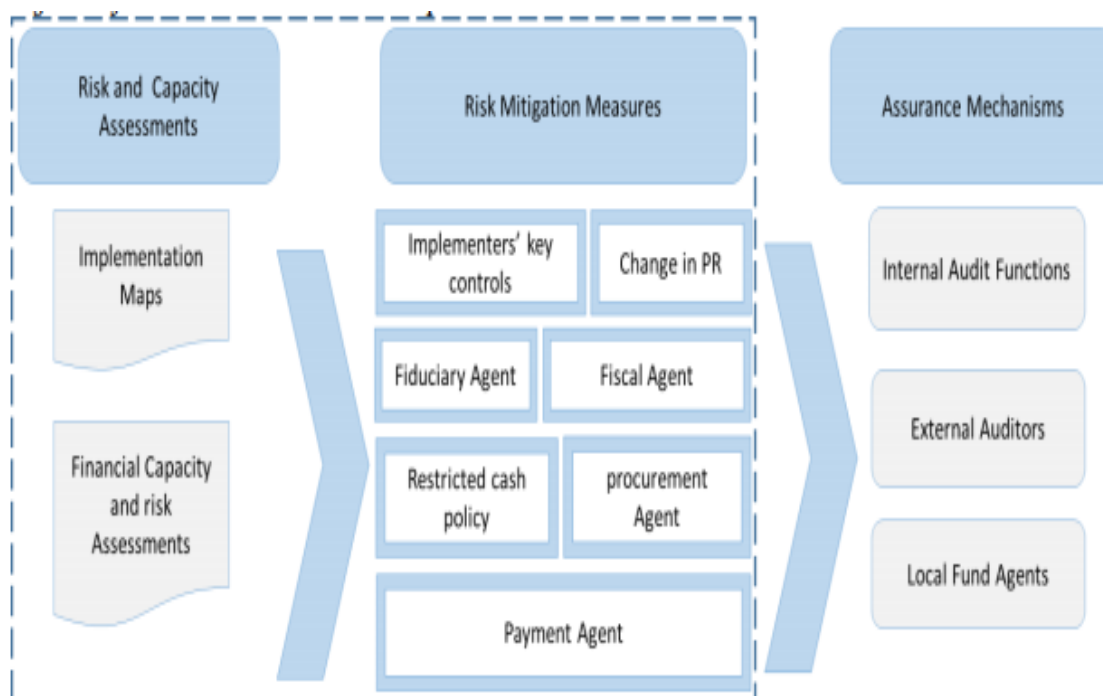 Risk and Capacity
Assessments
Risk Mitigation Measures
Assurance Mechanisms
Implementation
Maps
Financial Capacity
and risk
Assessments
Implementers' key
controls
Change in PR
Fiduciary Agent
Fiscal Agent
Restricted cash
policy
procurement
Agent
Payment Agent
Internal Audit Functions
External Auditors
Local Fund Agents